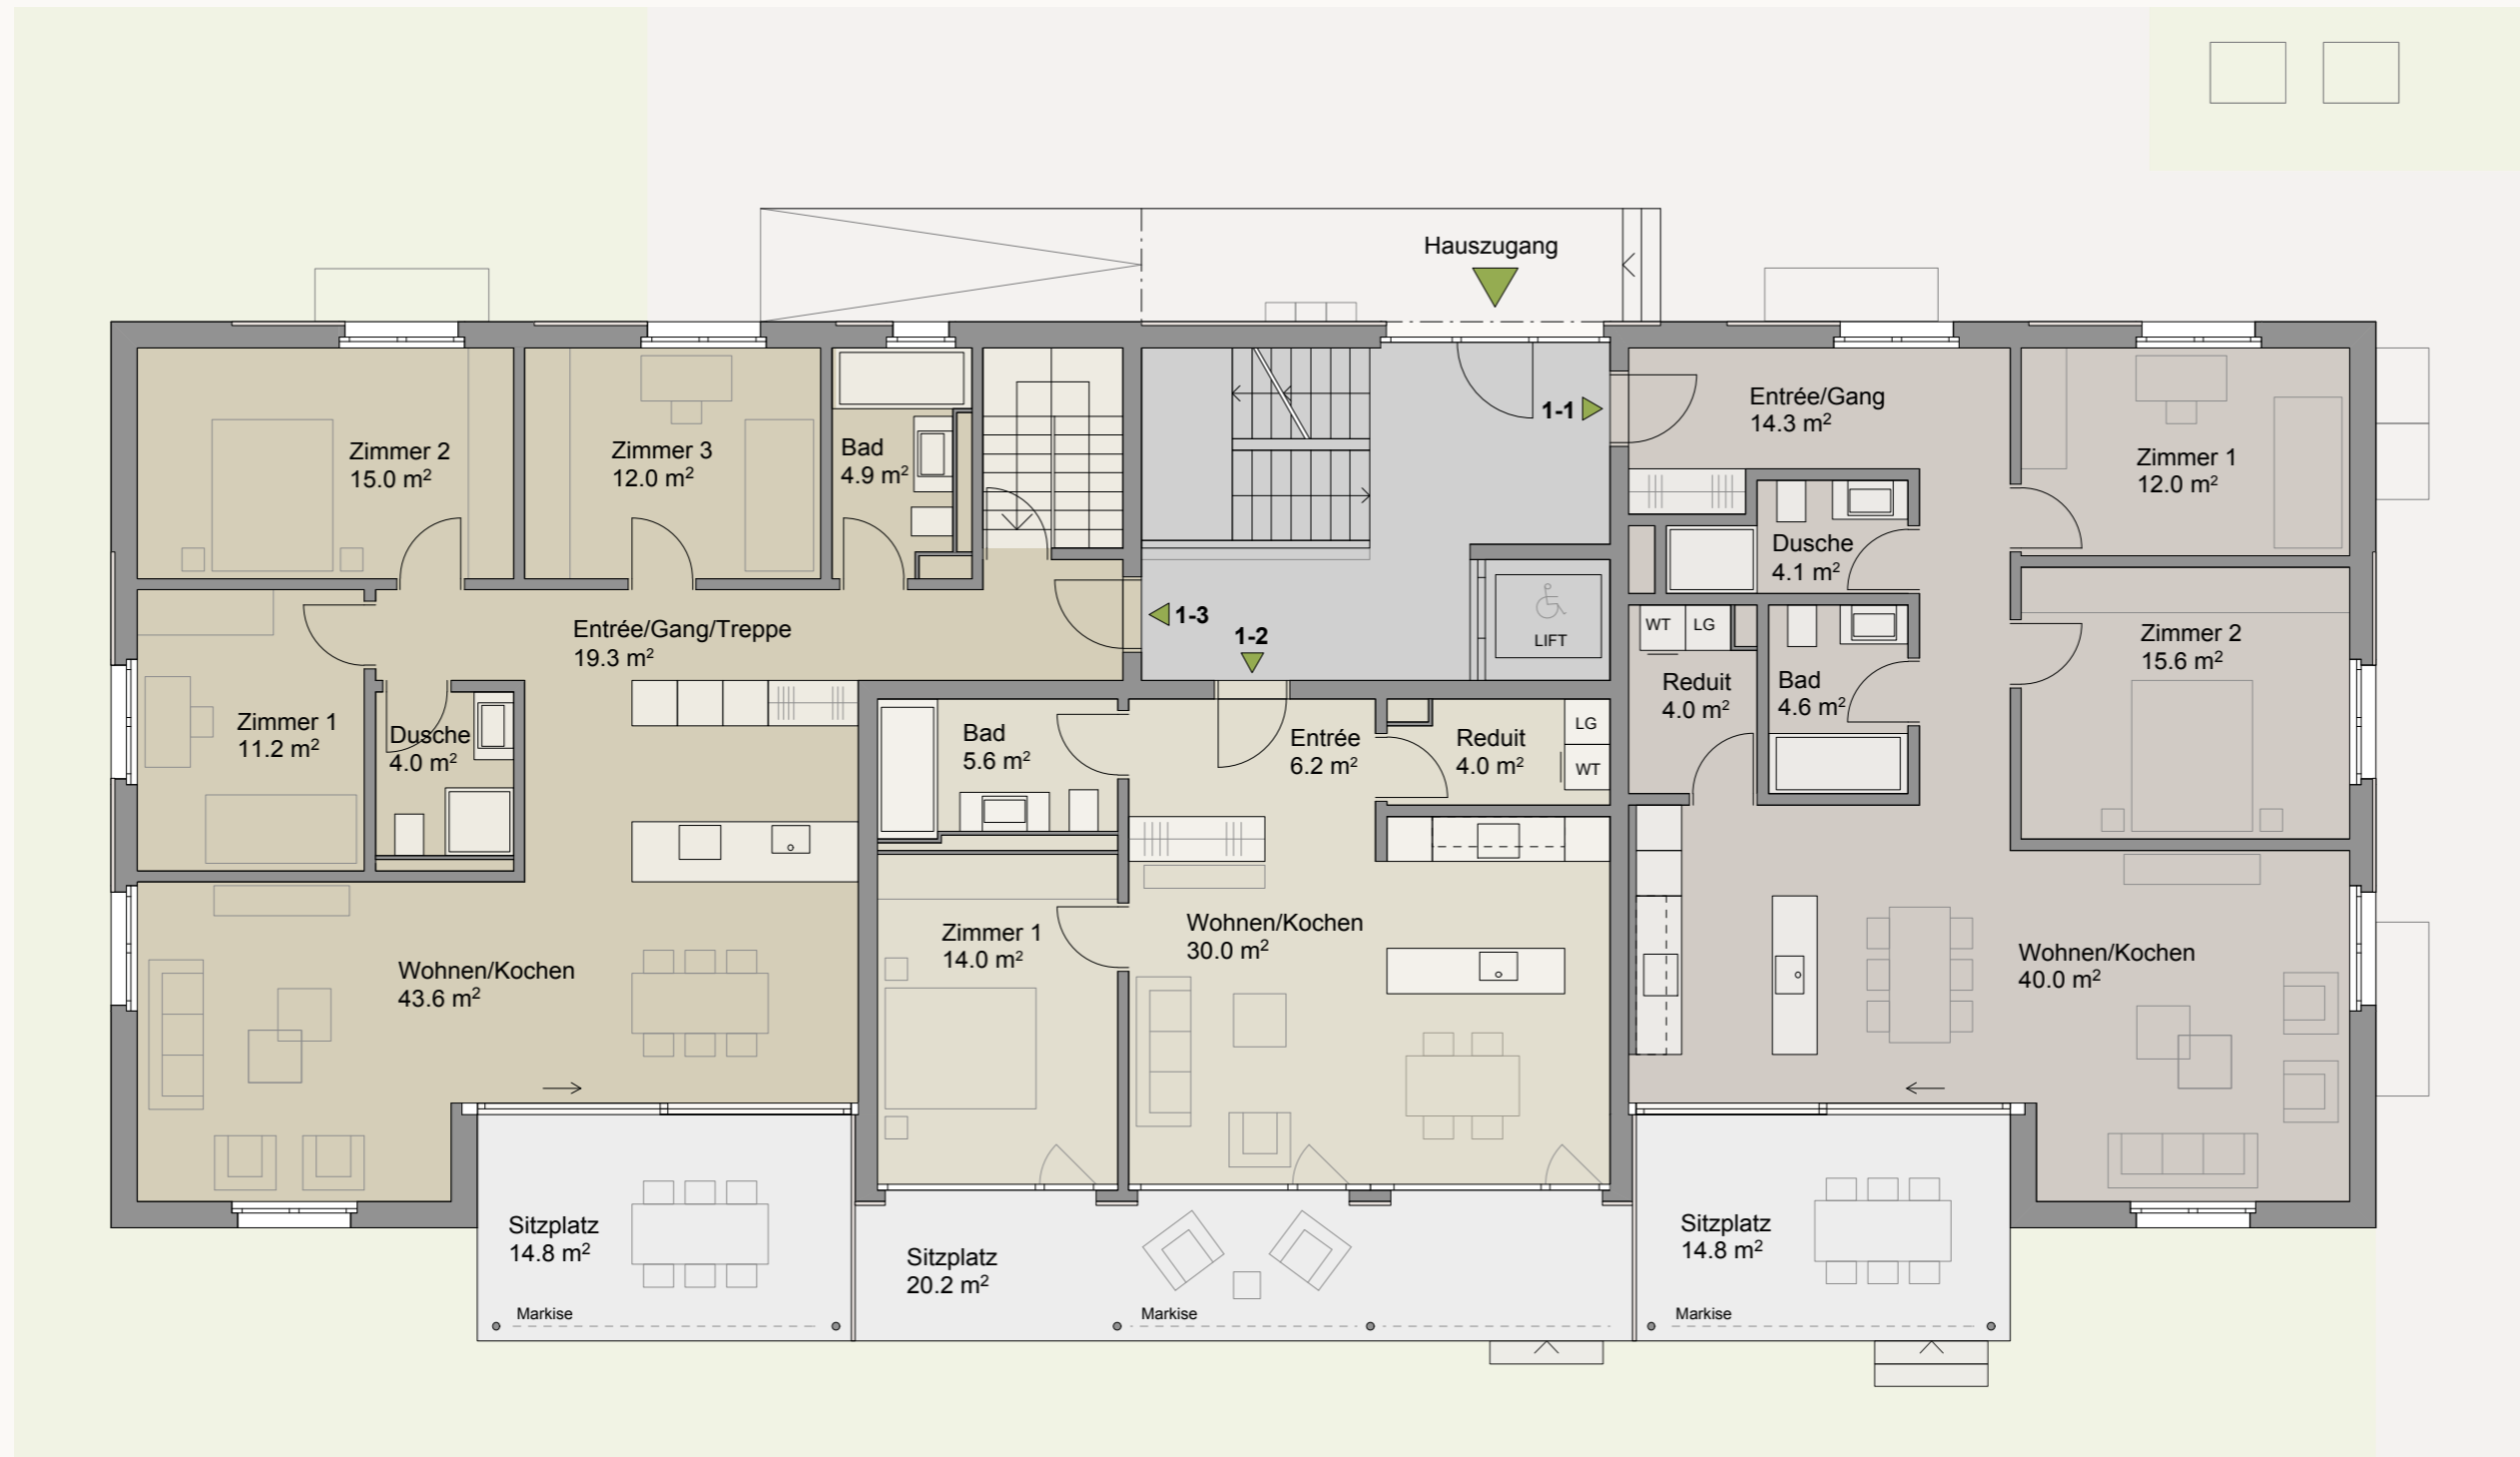 Hauszugang
1-1
1-3
1-2
LIFT
Zimmer 2
15.0 m²
Zimmer 3
12.0 m²
Bad
4.9 m²
Entrée/Gang/Treppe
19.3 m²
Zimmer 1
11.2 m²
Dusche
4.0 m²
Wohnen/Kochen
43.6 m²
Sitzplatz
14.8 m²
Markise
Bad
5.6 m²
Entrée
6.2 m²
Reduit
4.0 m²
LG
WT
Zimmer 1
14.0 m²
Wohnen/Kochen
30.0 m²
Sitzplatz
20.2 m²
Markise
Entrée/Gang
14.3 m²
Zimmer 1
12.0 m²
Dusche
4.1 m²
WT
LG
Reduit
4.0 m²
Bad
4.6 m²
Zimmer 2
15.6 m²
Wohnen/Kochen
40.0 m²
Sitzplatz
14.8 m²
Markise